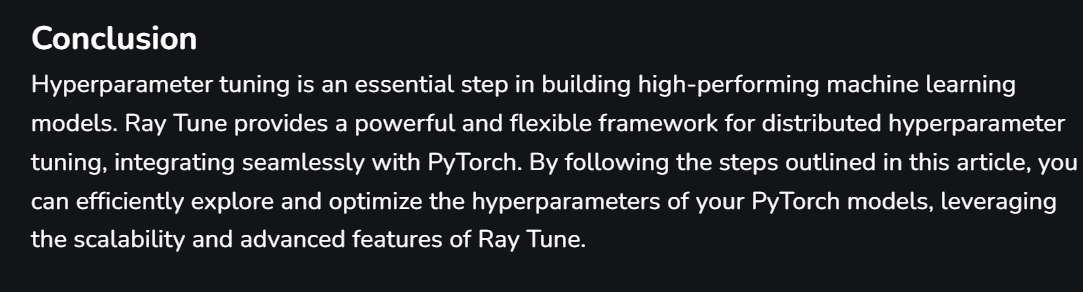 Conclusion
Hyperparameter tuning is an essential step in building high-performing machine learning
models. Ray Tune provides a powerful and flexible framework for distributed hyperparameter
tuning, integrating seamlessly with PyTorch. By following the steps outlined in this article, you
can efficiently explore and optimize the hyperparameters of your PyTorch models, leveraging
the scalability and advanced features of Ray Tune.